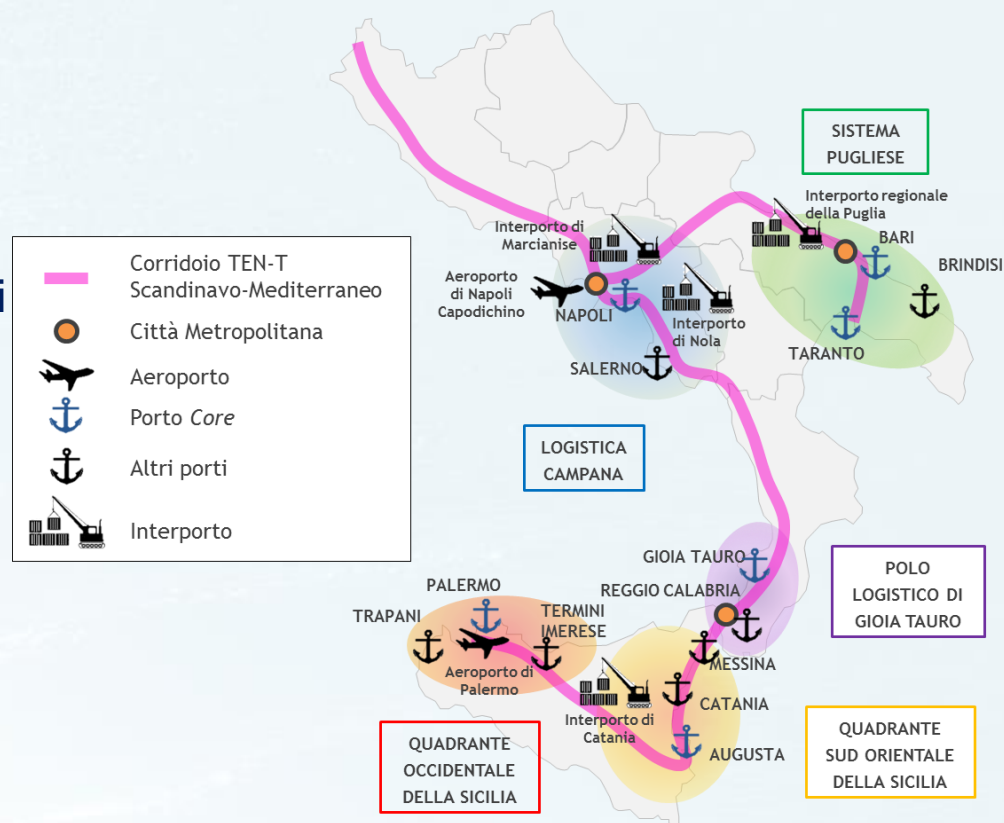 i
Corridoio TEN-T
Scandinavo-Mediterraneo
Città Metropolitana
Aeroporto
Porto Core
Altri porti
Interporto
SISTEMA
PUGLIESE
Interporto regionale
della Puglia
BARI
BRINDISI
TARANTO
Interporto di
Marcianise
Aeroporto
di Napoli
Capodichino
NAPOLI
Interporto
di Nola
SALERNO
LOGISTICA
CAMPANA
GIOIA TAURO
REGGIO CALABRIA
POLO
LOGISTICO DI
GIOIA TAURO
PALERMO
TRAPANI
TERMINI
IMERESE
Aeroporto di
Palermo
MESSINA
CATANIA
Interporto di
Catania
AUGUSTA
QUADRANTE
OCCIDENTALE
DELLA SICILIA
QUADRANTE
SUD ORIENTALE
DELLA SICILIA